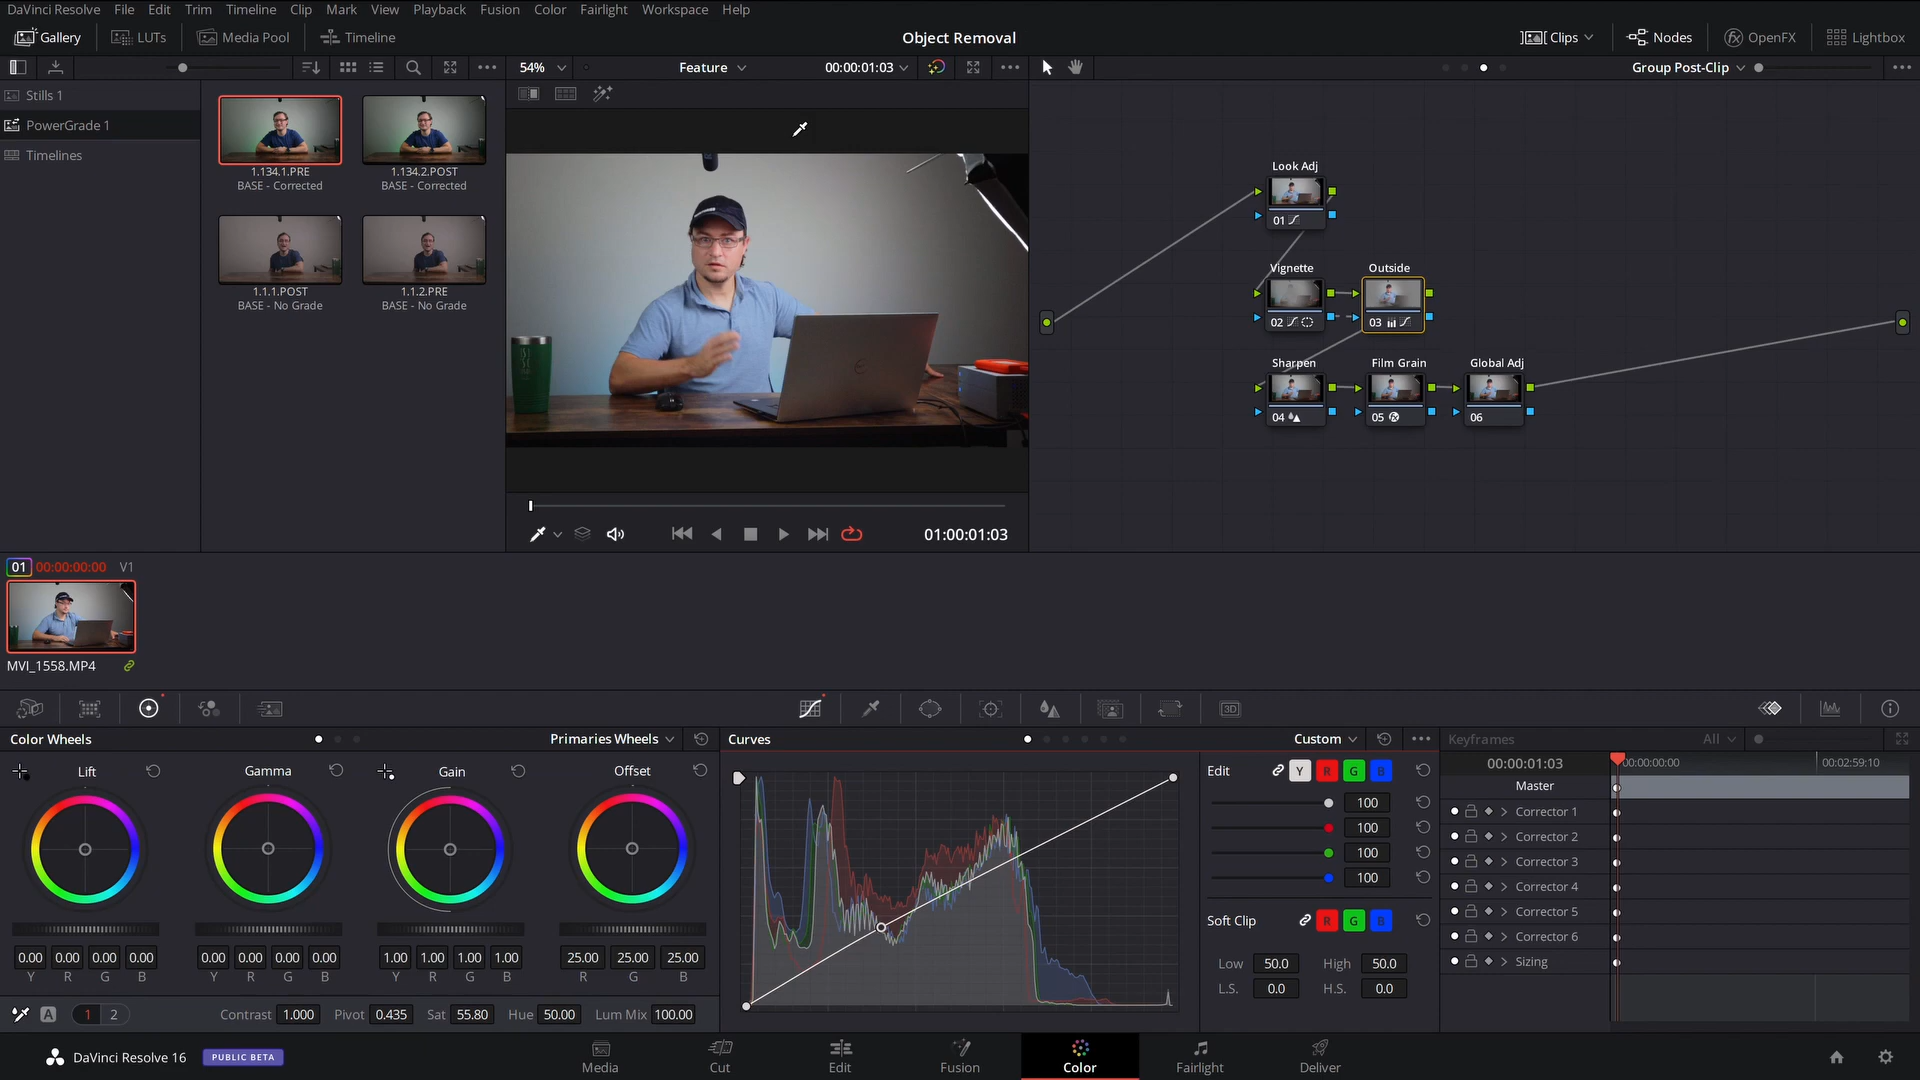 DaVinci Resolve File Edit Trim Timeline Clip Mark View Playback Fusion Color Fairlight Workspace Help
Gallery LUTs Media Pool Timeline Object Removal Clips Nodes OpenFX Lightbox
54% Feature 00:00:01:03 Group Post-Clip
Stills 1
PowerGrade 1
Timelines
1.134.1.PRE 1.134.2.POST
BASE - Corrected BASE - Corrected
1.1.1.POST 1.1.2.PRE
BASE - No Grade BASE - No Grade
Look Adj
01
Vignette Outside
02 03
Sharpen Film Grain Global Adj
04 05 06
01:00:01:03
01 00:00:00:00 V1
MVI_1558.MP4
3D
Color Wheels Primaries Wheels Curves Custom Keyframes All
Lift Gamma Gain Offset
0.00 0.00 0.00 0.00 0.00 0.00 0.00 0.00 1.00 1.00 1.00 1.00 25.00 25.00 25.00
Y R G B Y R G B Y R G B R G B
A 1 2 Contrast 1.000 Pivot 0.435 Sat 55.80 Hue 50.00 Lum Mix 100.00
Edit Y R G B
100
100
100
100
Soft Clip R G B
Low 50.0 High 50.0
L.S. 0.0 H.S. 0.0
00:00:01:03 00:00:00:00 00:02:59:10
Master
Corrector 1
Corrector 2
Corrector 3
Corrector 4
Corrector 5
Corrector 6
Sizing
DaVinci Resolve 16 PUBLIC BETA Media Cut Edit Fusion Color Fairlight Deliver